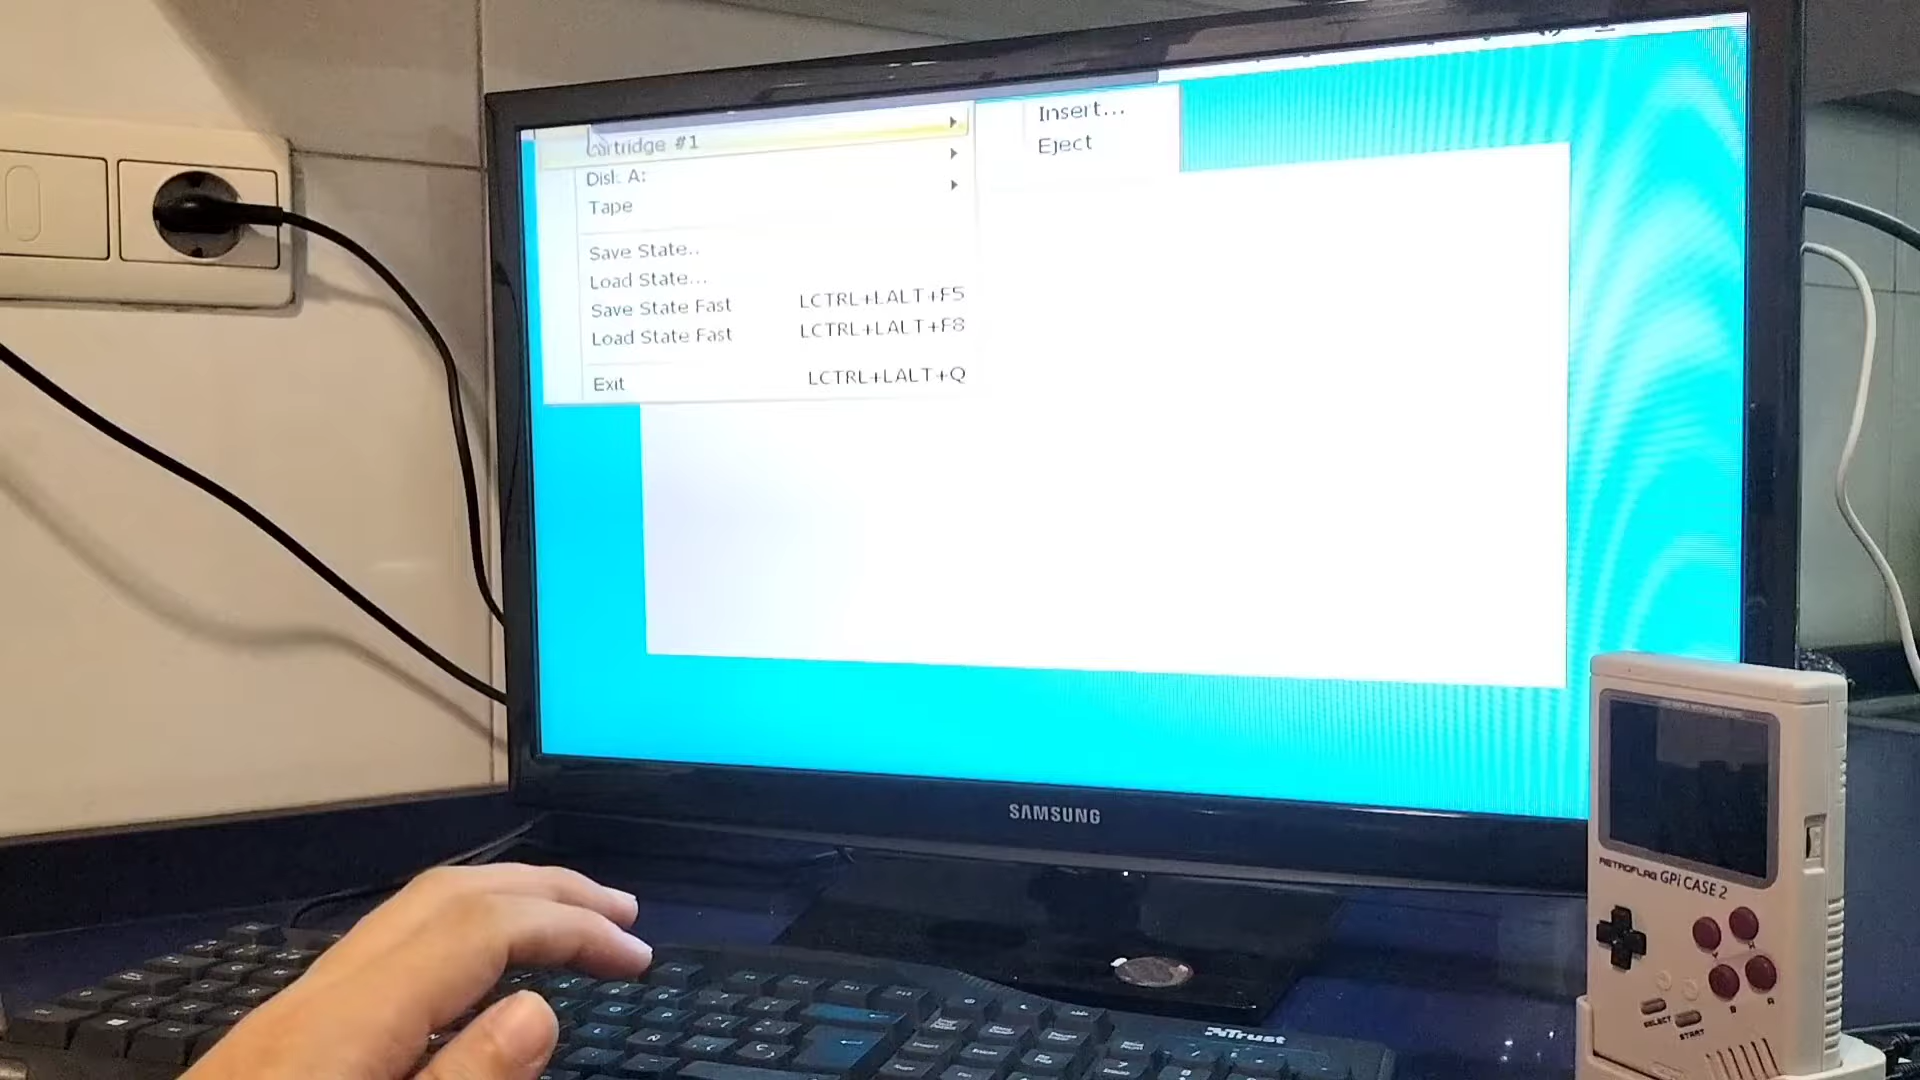 Insert...
Cartridge #1
Eject
Disk A:
Tape
Save State..
Load State...
Save State Fast LCTRL+LALT+F5
Load State Fast LCTRL+LALT+F8
Exit LCTRL+LALT+Q
SAMSUNG
RETROFLAG GPi CASE 2
X
Y
A
B
SELECT
START
Trust